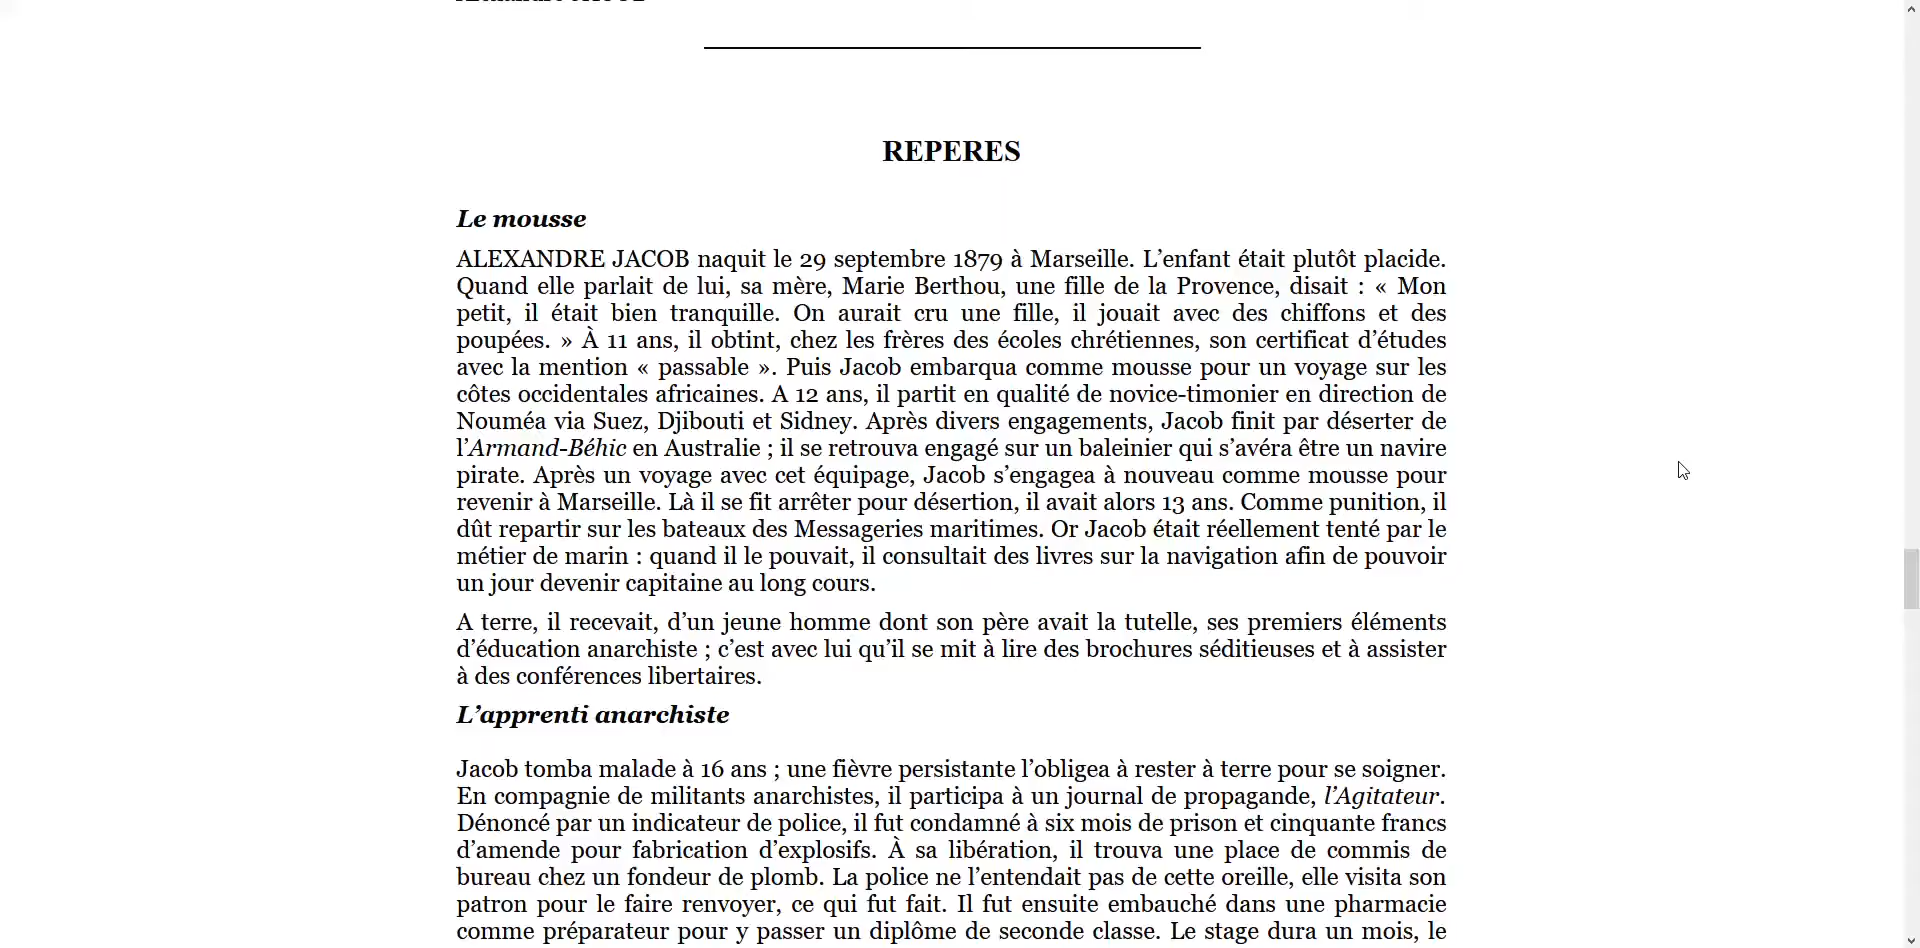 REPERES
Le mousse
ALEXANDRE JACOB naquit le 29 septembre 1879 à Marseille. L’enfant était plutôt placide.
Quand elle parlait de lui, sa mère, Marie Berthou, une fille de la Provence, disait : « Mon
petit, il était bien tranquille. On aurait cru une fille, il jouait avec des chiffons et des
poupées. » À 11 ans, il obtint, chez les frères des écoles chrétiennes, son certificat d’études
avec la mention « passable ». Puis Jacob embarqua comme mousse pour un voyage sur les
côtes occidentales africaines. A 12 ans, il partit en qualité de novice-timonier en direction de
Nouméa via Suez, Djibouti et Sidney. Après divers engagements, Jacob finit par déserter de
l’Armand-Béhic en Australie ; il se retrouva engagé sur un baleinier qui s’avéra être un navire
pirate. Après un voyage avec cet équipage, Jacob s’engagea à nouveau comme mousse pour
revenir à Marseille. Là il se fit arrêter pour désertion, il avait alors 13 ans. Comme punition, il
dût repartir sur les bateaux des Messageries maritimes. Or Jacob était réellement tenté par le
métier de marin : quand il le pouvait, il consultait des livres sur la navigation afin de pouvoir
un jour devenir capitaine au long cours.
A terre, il recevait, d’un jeune homme dont son père avait la tutelle, ses premiers éléments
d’éducation anarchiste ; c’est avec lui qu’il se mit à lire des brochures séditieuses et à assister
à des conférences libertaires.
L’apprenti anarchiste
Jacob tomba malade à 16 ans ; une fièvre persistante l’obligea à rester à terre pour se soigner.
En compagnie de militants anarchistes, il participa à un journal de propagande, l’Agitateur.
Dénoncé par un indicateur de police, il fut condamné à six mois de prison et cinquante francs
d’amende pour fabrication d’explosifs. À sa libération, il trouva une place de commis de
bureau chez un fondeur de plomb. La police ne l’entendait pas de cette oreille, elle visita son
patron pour le faire renvoyer, ce qui fut fait. Il fut ensuite embauché dans une pharmacie
comme préparateur pour y passer un diplôme de seconde classe. Le stage dura un mois, le